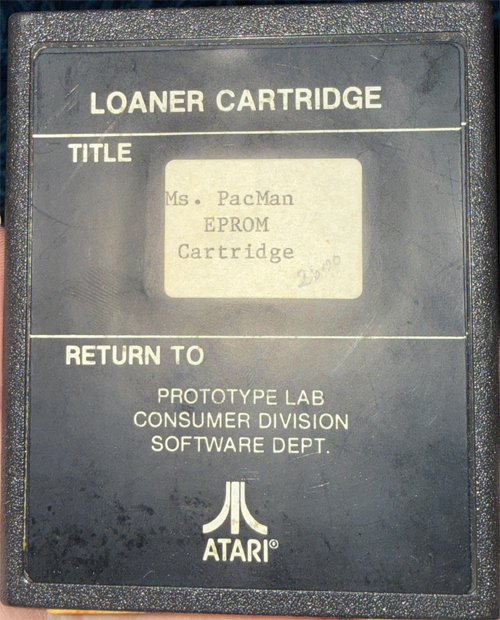 LOANER CARTRIDGE
TITLE
Ms. PacMan
EPROM
Cartridge
RETURN TO
PROTOTYPE LAB
CONSUMER DIVISION
SOFTWARE DEPT.
ATARI®